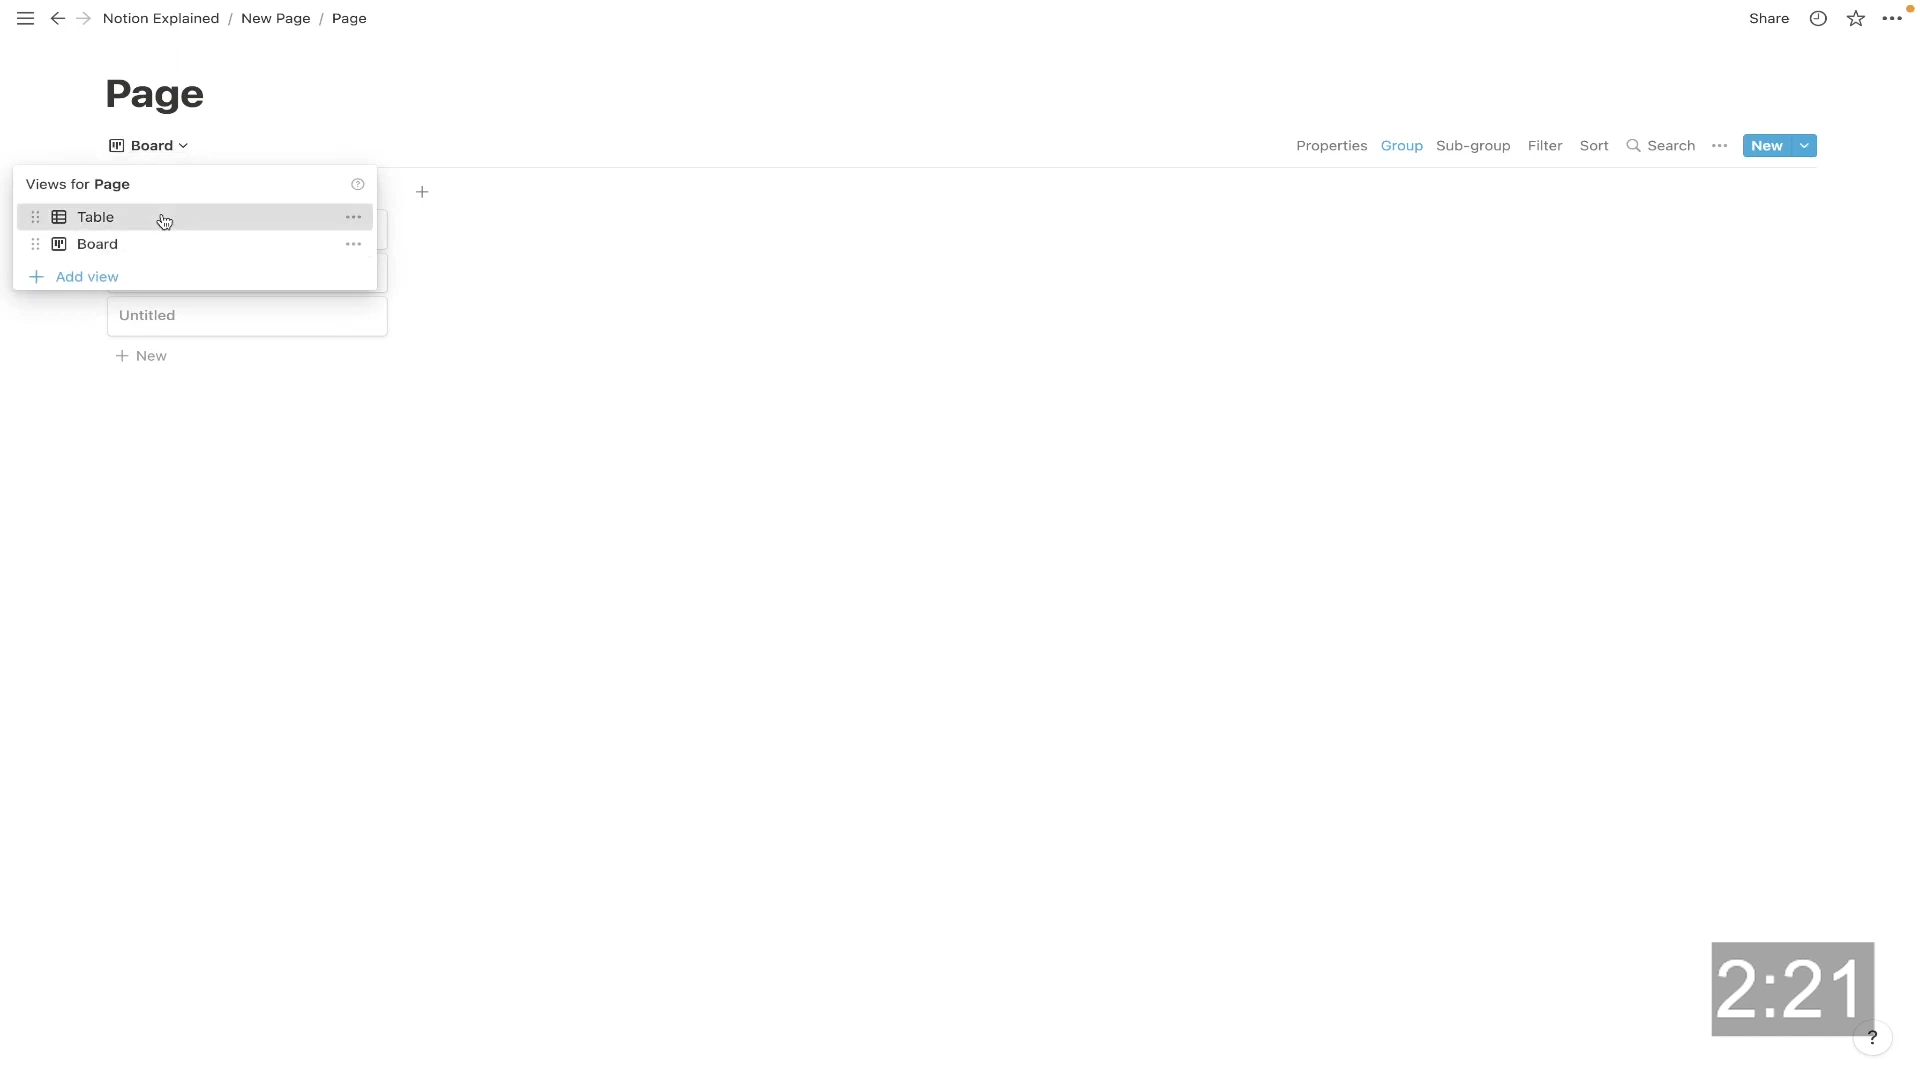 Notion Explained / New Page / Page
Share
Page
Board
Properties Group Sub-group Filter Sort Search New
Views for Page
Table
Board
Add view
Untitled
New
2:21
?